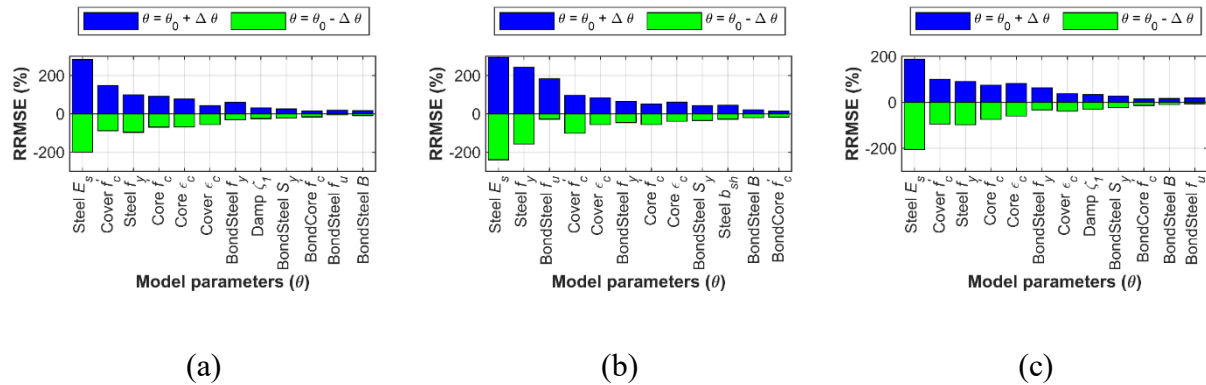 θ = θ0 + Δ θ θ = θ0 - Δ θ
RRMSE (%)
200
0
-200
Steel Es
Cover f'c
Steel fy
Core f'c
Core ϵc
Cover ϵc
BondSteel fy
Damp ζ1
BondSteel Sy
BondCore f'c
BondSteel fu
BondSteel B
Model parameters (θ)
(a)
θ = θ0 + Δ θ θ = θ0 - Δ θ
RRMSE (%)
200
0
-200
Steel Es
Steel fy
BondSteel fu
Cover f'c
Cover ϵc
BondSteel fy
Core f'c
Core ϵc
BondSteel Sy
Steel bsh
BondSteel B
BondCore f'c
Model parameters (θ)
(b)
θ = θ0 + Δ θ θ = θ0 - Δ θ
RRMSE (%)
200
0
-200
Steel Es
Cover f'c
Steel fy
Core f'c
Core ϵc
BondSteel fy
Cover ϵc
Damp ζ1
BondSteel Sy
BondCore f'c
BondSteel B
BondSteel fu
Model parameters (θ)
(c)